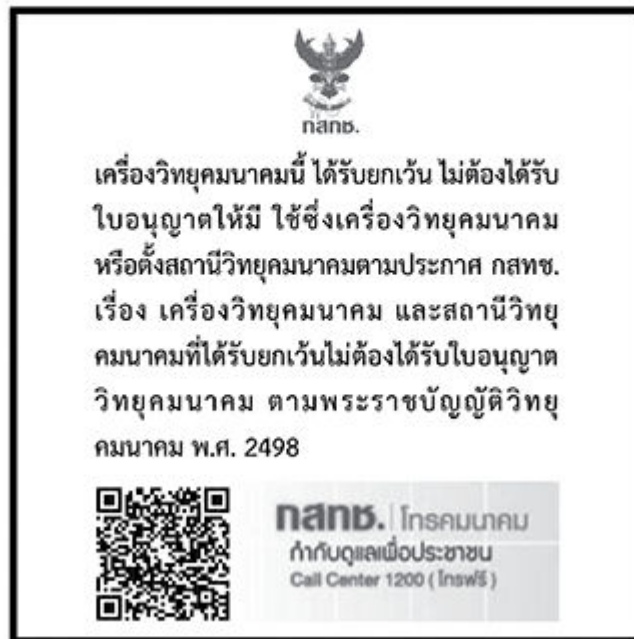 กสทช.
เครื่องวิทยุคมนาคมนี้ ได้รับยกเว้น ไม่ต้องได้รับ
ใบอนุญาตให้มี ใช้ซึ่งเครื่องวิทยุคมนาคม
หรือตั้งสถานีวิทยุคมนาคมตามประกาศ กสทช.
เรื่อง เครื่องวิทยุคมนาคม และสถานีวิทยุ
คมนาคมที่ได้รับยกเว้นไม่ต้องได้รับใบอนุญาต
วิทยุคมนาคม ตามพระราชบัญญัติวิทยุ
คมนาคม พ.ศ. 2498
กสทช. | โทรคมนาคม
กำกับดูแลเพื่อประชาชน
Call Center 1200 ( โทรฟรี )